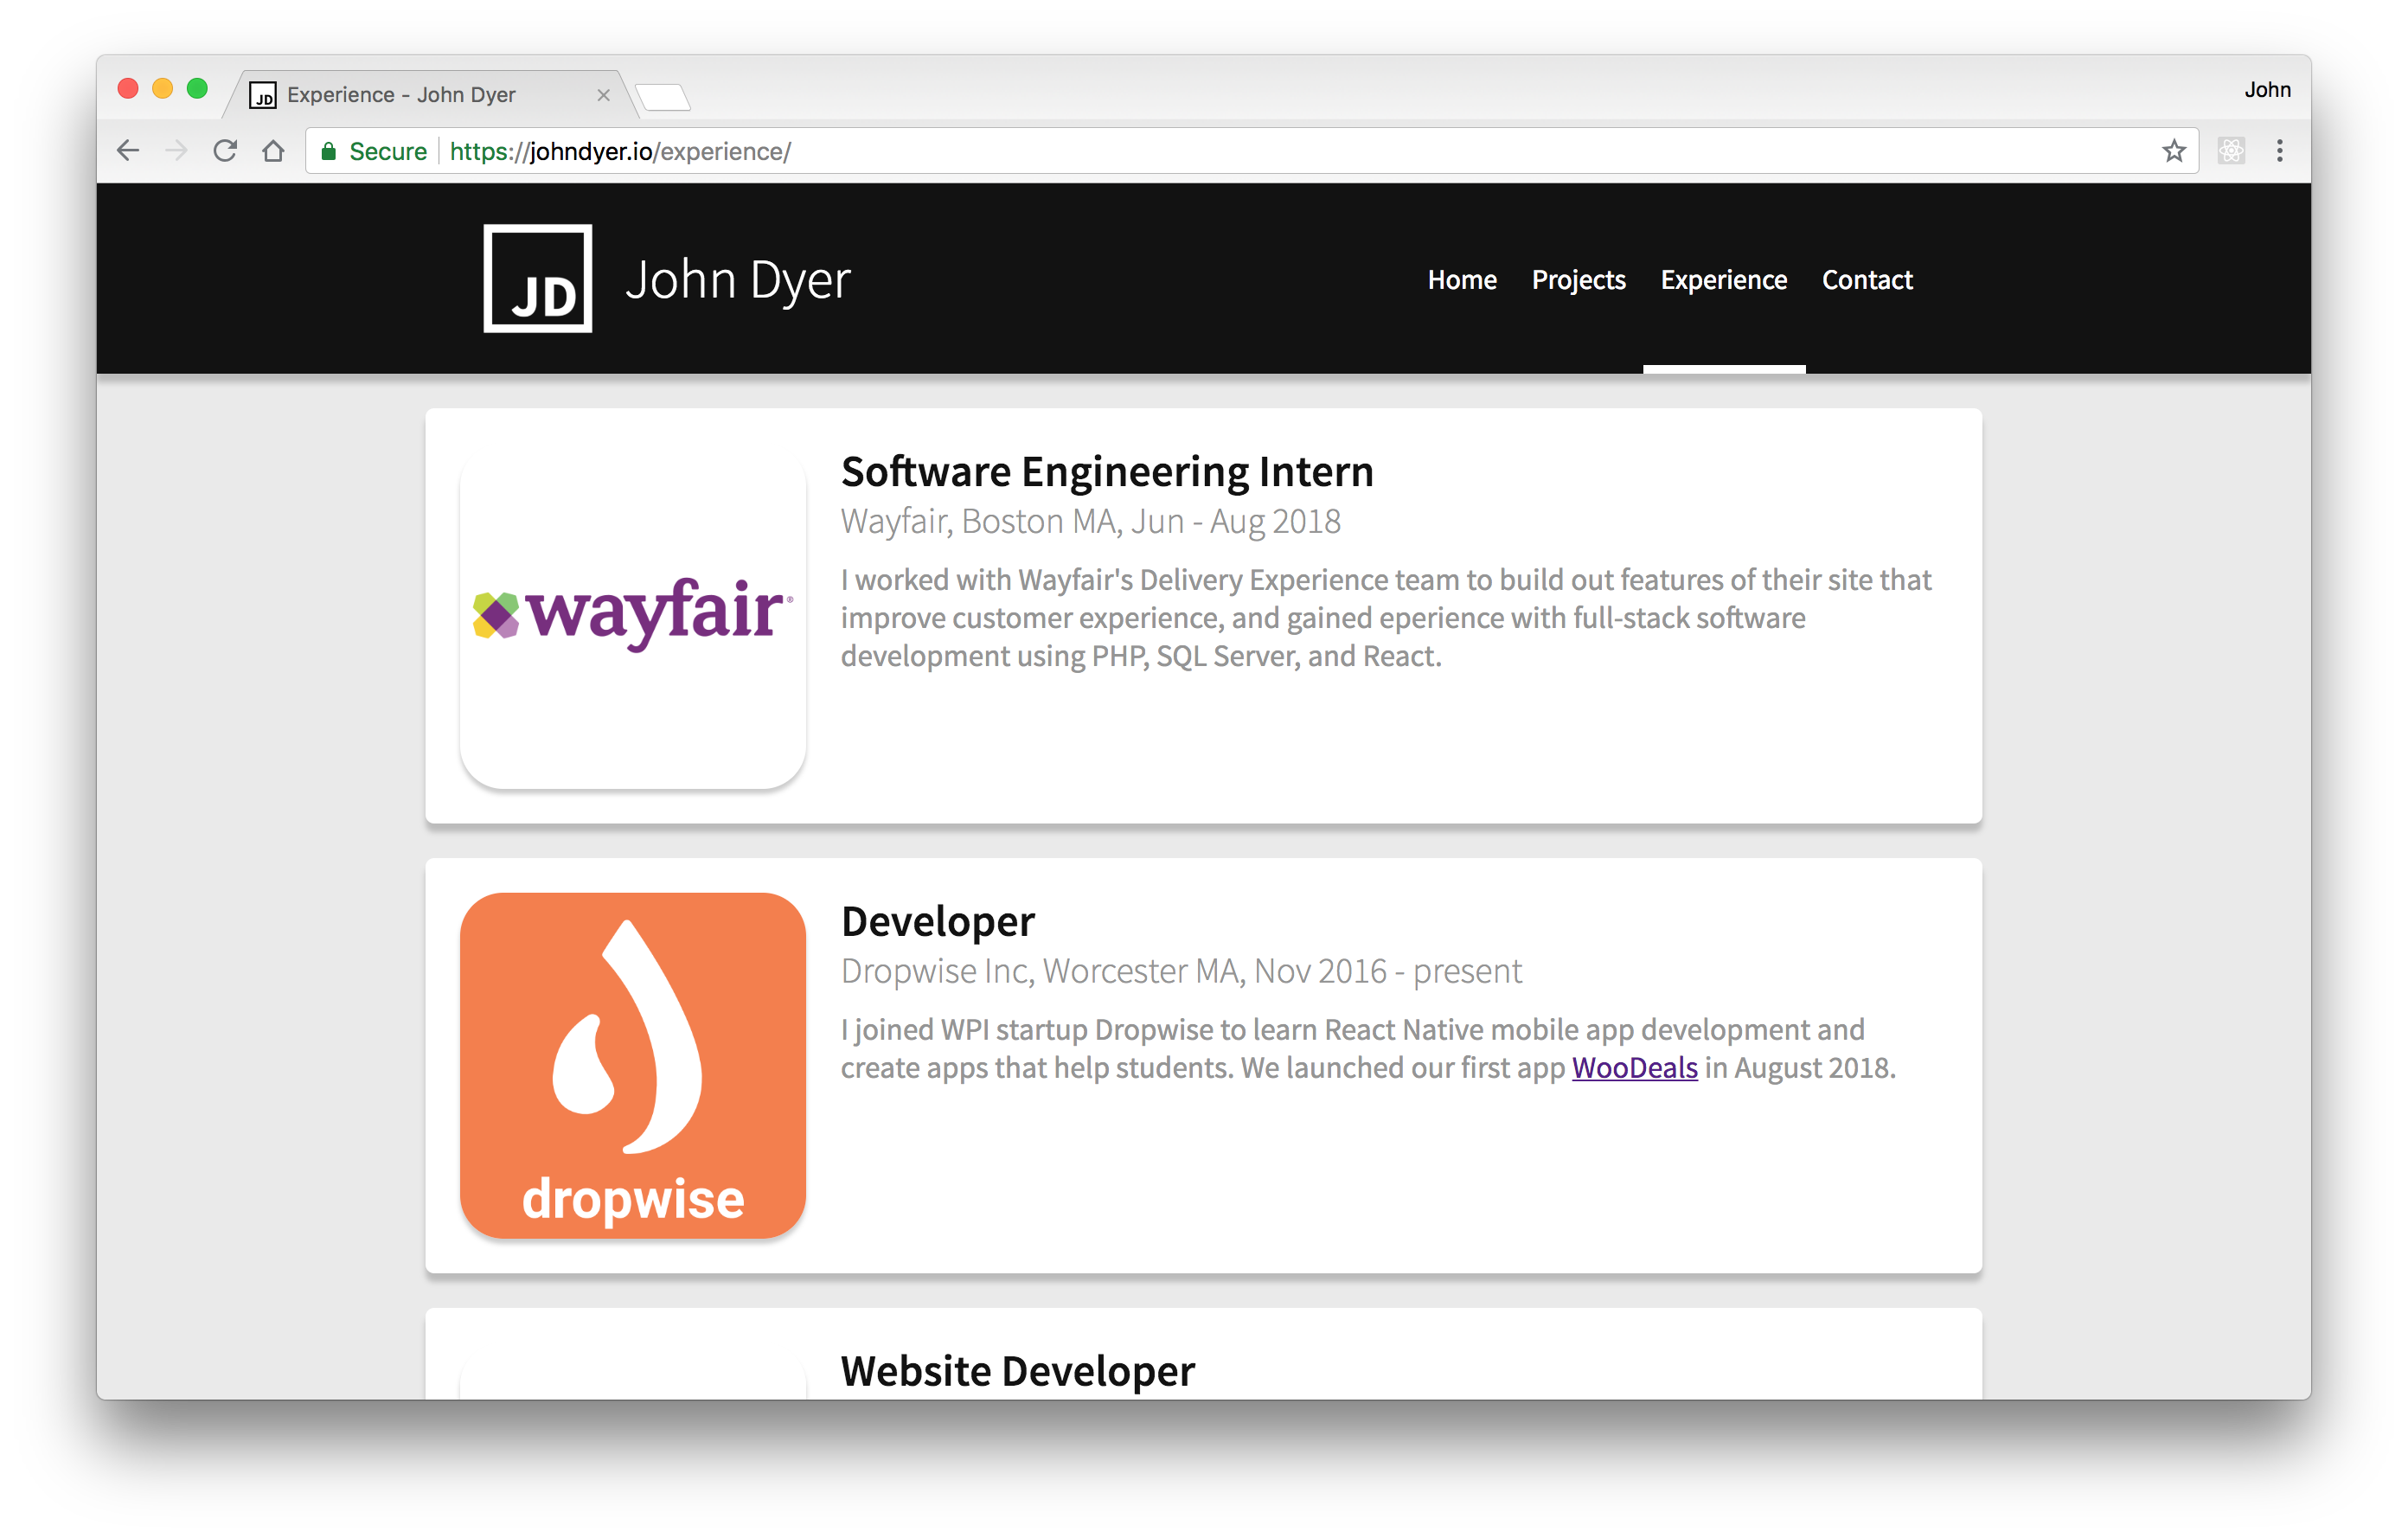 JD Experience - John Dyer
John
Secure https://johndyer.io/experience/
JD John Dyer Home Projects Experience Contact
Software Engineering Intern
Wayfair, Boston MA, Jun - Aug 2018
I worked with Wayfair's Delivery Experience team to build out features of their site that
improve customer experience, and gained eperience with full-stack software
development using PHP, SQL Server, and React.
wayfair®
Developer
Dropwise Inc, Worcester MA, Nov 2016 - present
I joined WPI startup Dropwise to learn React Native mobile app development and
create apps that help students. We launched our first app WooDeals in August 2018.
dropwise
Website Developer